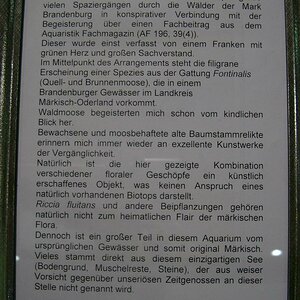 vielen Spaziergängen durch die Wälder der Mark
Brandenburg in konspirativer Verbindung mit der
Begeisterung über einen Fachbeitrag aus dem
Aquaristik Fachmagazin (AF 196, 39(4)).
Dieser wurde einst verfasst von einem Franken mit
grünen Herz und großen Sachverstand.
Im Mittelpunkt des Arrangements steht die filigrane
Erscheinung einer Spezies aus der Gattung Fontinalis
(Quell- und Brunnenmoose), die in einem
Brandenburger Gewässer im Landkreis
Märkisch-Oderland vorkommt.
Waldmoose begeisterten mich schon vom kindlichen
Blick her.
Bewachsene und moosbehaftete alte Baumstammrelikte
erinnern mich immer wieder an exzellente Kunstwerke
der Vergänglichkeit.
Natürlich ist die hier gezeigte Kombination
verschiedener floraler Geschöpfe ein künstlich
erschaffenes Objekt, was keinen Anspruch eines
natürlich vorhandenen Biotops darstellt.
Riccia fluitans und andere Beipflanzungen gehören
natürlich nicht zum heimatlichen Flair der märkischen
Flora.
Dennoch ist ein großer Teil in diesem Aquarium vom
ursprünglichen Gewässer und somit original Märkisch.
Vieles stammt direkt aus diesem einzigartigen See
(Bodengrund, Muschelreste, Steine), der aus weiser
Vorsicht gegenüber unseriösen Zeitgenossen an dieser
Stelle nicht genannt wird.